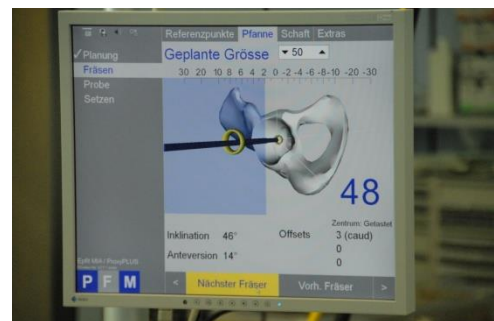 Referenzpunkte Pfanne Schaft Extras
✓Planung
Fräsen
Probe
Setzen
Geplante Grösse 50
30 20 10 8 6 4 2 0 -2 -4 -6 -8 -10 -20 -30
48
Zentrum: Getastet
Inklination 46°
Offsets 3 (caud)
0
0
Anteversion 14°
P F M
< Nächster Fräser Vorh. Fräser >